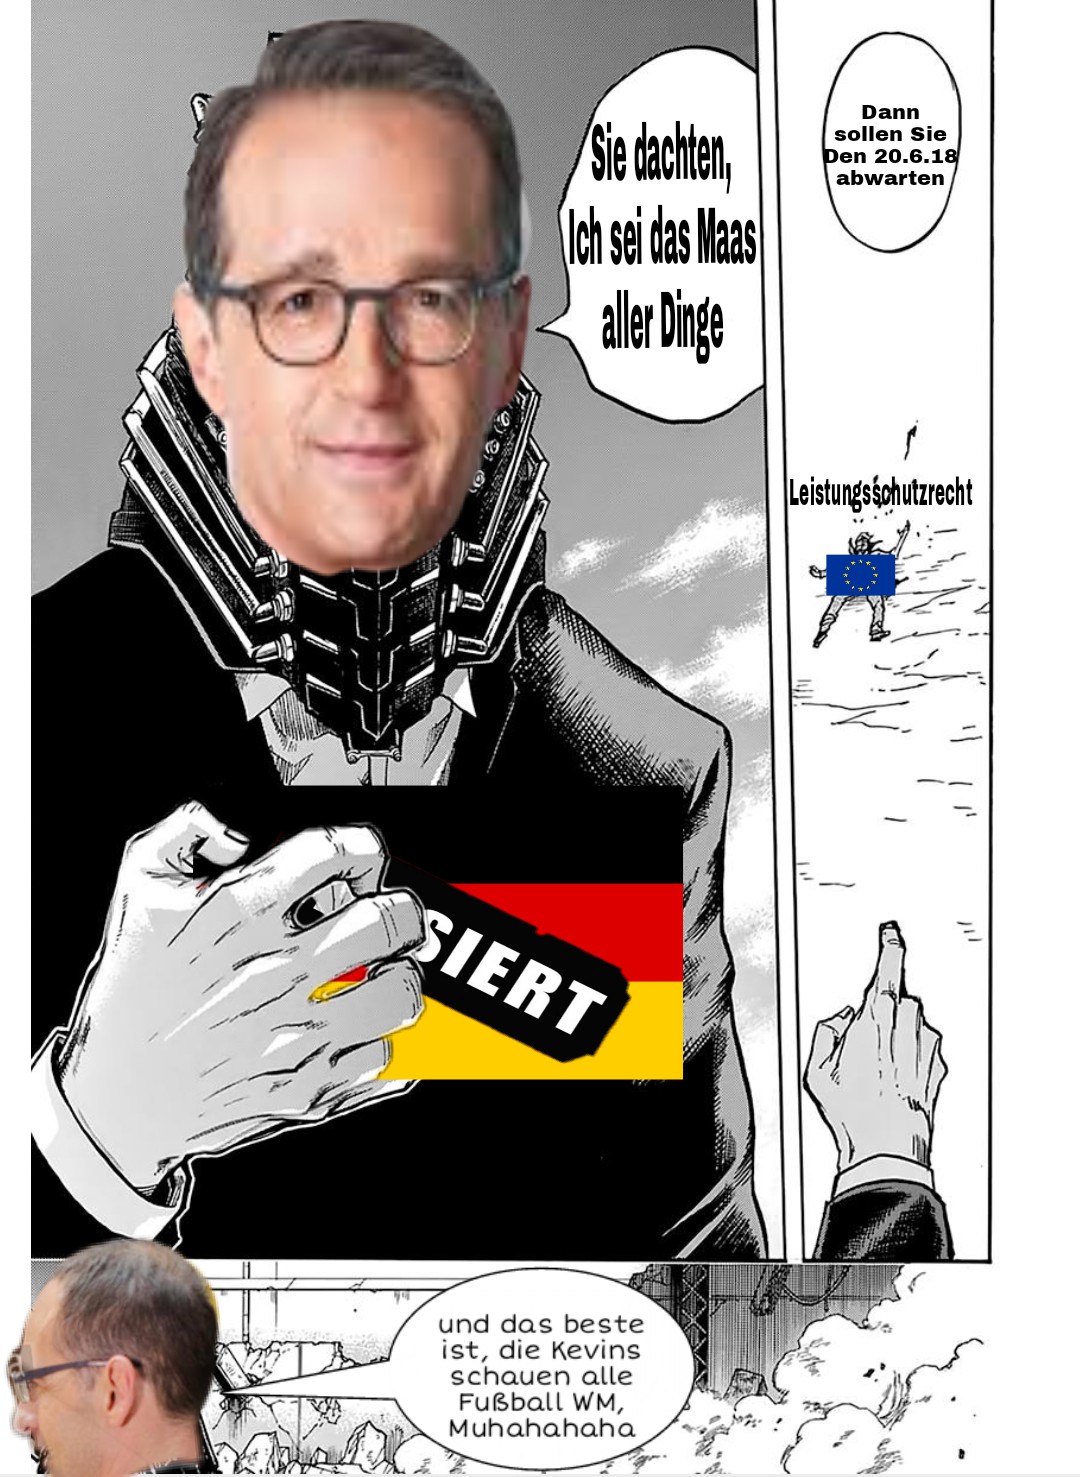 Sie dachten,
Ich sei das Maas
aller Dinge
Dann
sollen Sie
Den 20.6.18
abwarten
Leistungsschutzrecht
SIERT
und das beste
ist, die Kevins
schauen alle
Fußball WM,
Muhahahaha